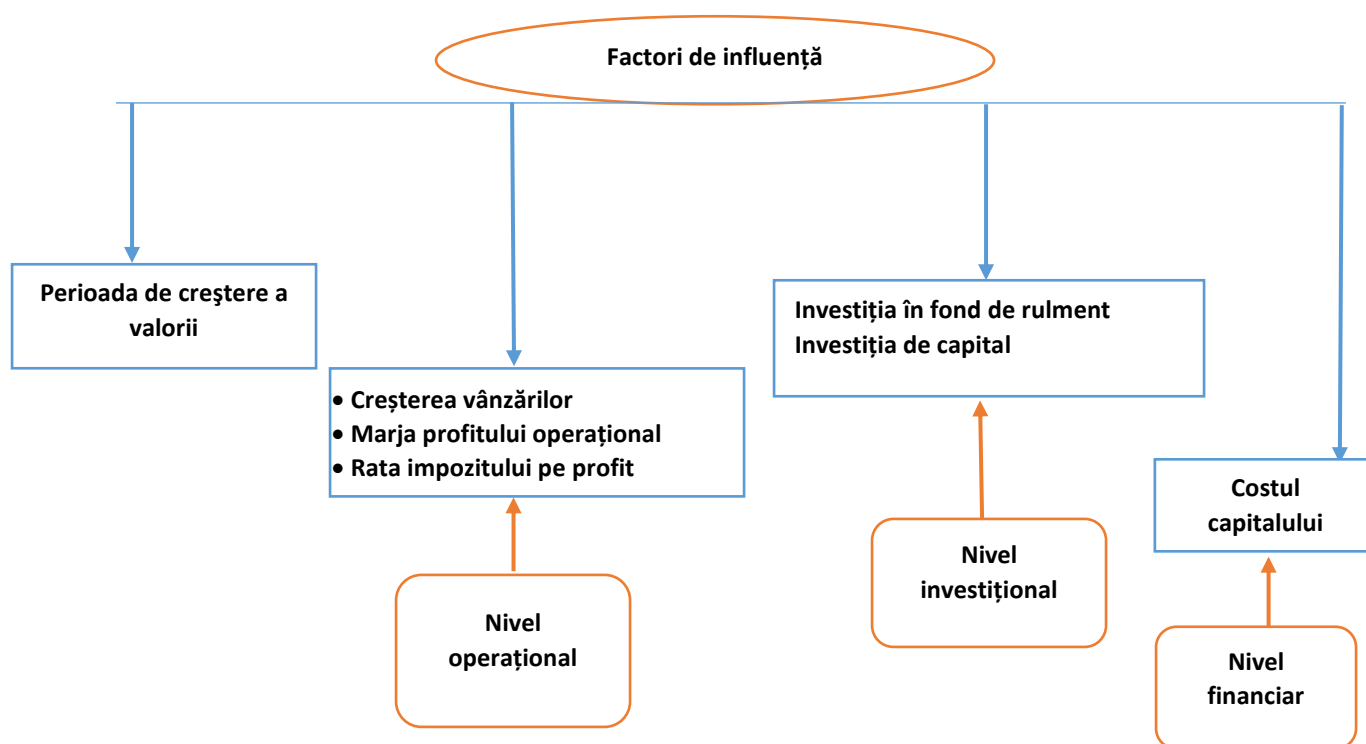 Factori de influență
Perioada de creştere a
valorii
• Creșterea vânzărilor
• Marja profitului operațional
• Rata impozitului pe profit
Investiția în fond de rulment
Investiția de capital
Costul
capitalului
Nivel
operațional
Nivel
investițional
Nivel
financiar